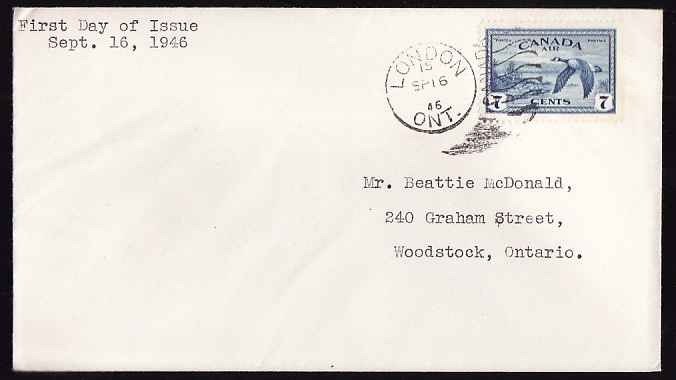 First Day of Issue
Sept. 16, 1946
LONDON
15
SP 16
46
ONT.
CANADA
AIR
7 CENTS 7
Mr. Beattie McDonald,
240 Graham Street,
Woodstock, Ontario.